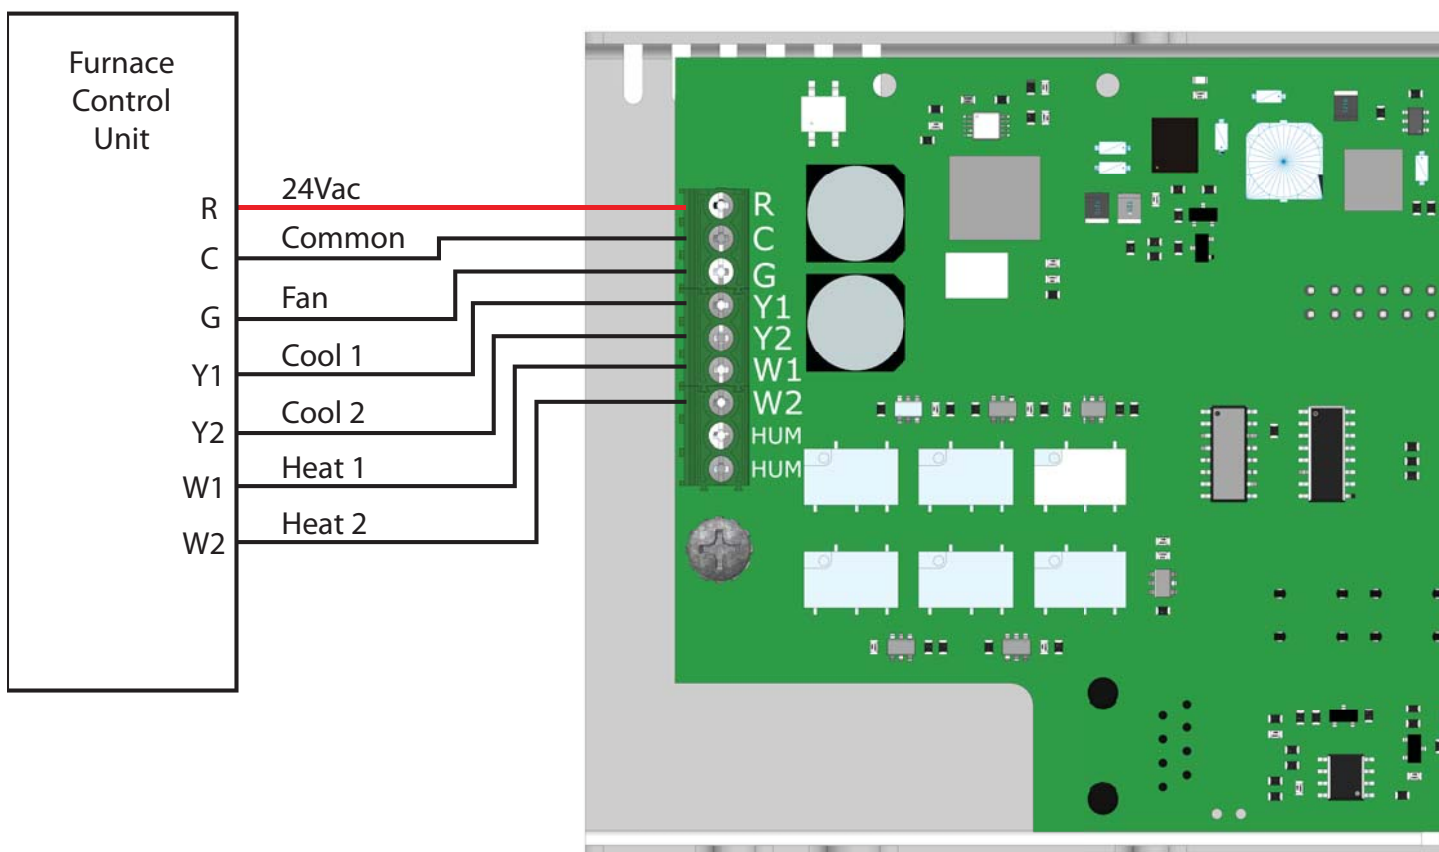 Furnace
Control
Unit
R 24Vac R
C Common C
G Fan G
Y1 Cool 1 Y1
Y2 Cool 2 Y2
W1 Heat 1 W1
W2 Heat 2 W2
HUM
HUM